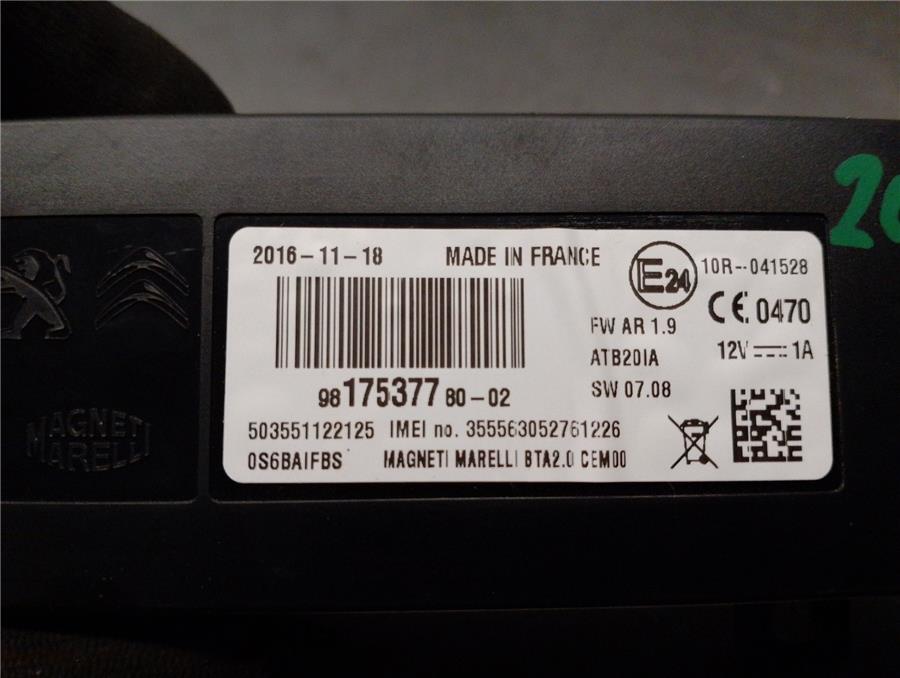 2016-11-18 MADE IN FRANCE
E24 10R--041528
CE 0470
FW AR 1.9
ATB20IA 12V 1A
SW 07.08
98175377 80-02
503551122125 IMEI no. 355563052761226
0S6BAIFBS MAGNETI MARELLI BTA2.0 CEM00
MAGNETI
MARELLI